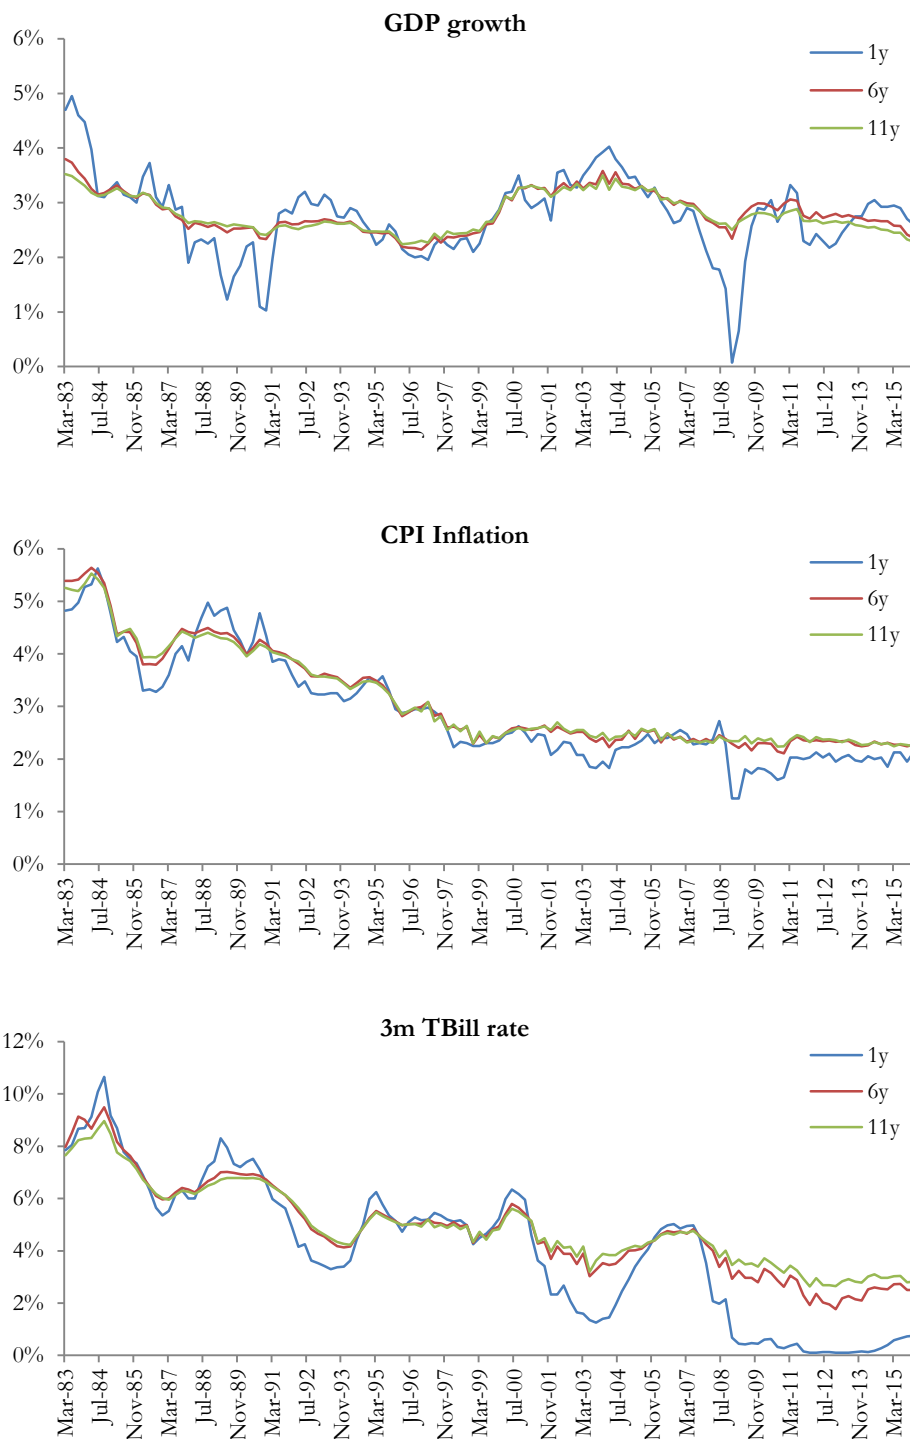 GDP growth
6%
5%
4%
3%
2%
1%
0%
1y
6y
11y
Mar-83
Jul-84
Nov-85
Mar-87
Jul-88
Nov-89
Mar-91
Jul-92
Nov-93
Mar-95
Jul-96
Nov-97
Mar-99
Jul-00
Nov-01
Mar-03
Jul-04
Nov-05
Mar-07
Jul-08
Nov-09
Mar-11
Jul-12
Nov-13
Mar-15
CPI Inflation
6%
5%
4%
3%
2%
1%
0%
1y
6y
11y
Mar-83
Jul-84
Nov-85
Mar-87
Jul-88
Nov-89
Mar-91
Jul-92
Nov-93
Mar-95
Jul-96
Nov-97
Mar-99
Jul-00
Nov-01
Mar-03
Jul-04
Nov-05
Mar-07
Jul-08
Nov-09
Mar-11
Jul-12
Nov-13
Mar-15
3m TBill rate
12%
10%
8%
6%
4%
2%
0%
1y
6y
11y
Mar-83
Jul-84
Nov-85
Mar-87
Jul-88
Nov-89
Mar-91
Jul-92
Nov-93
Mar-95
Jul-96
Nov-97
Mar-99
Jul-00
Nov-01
Mar-03
Jul-04
Nov-05
Mar-07
Jul-08
Nov-09
Mar-11
Jul-12
Nov-13
Mar-15